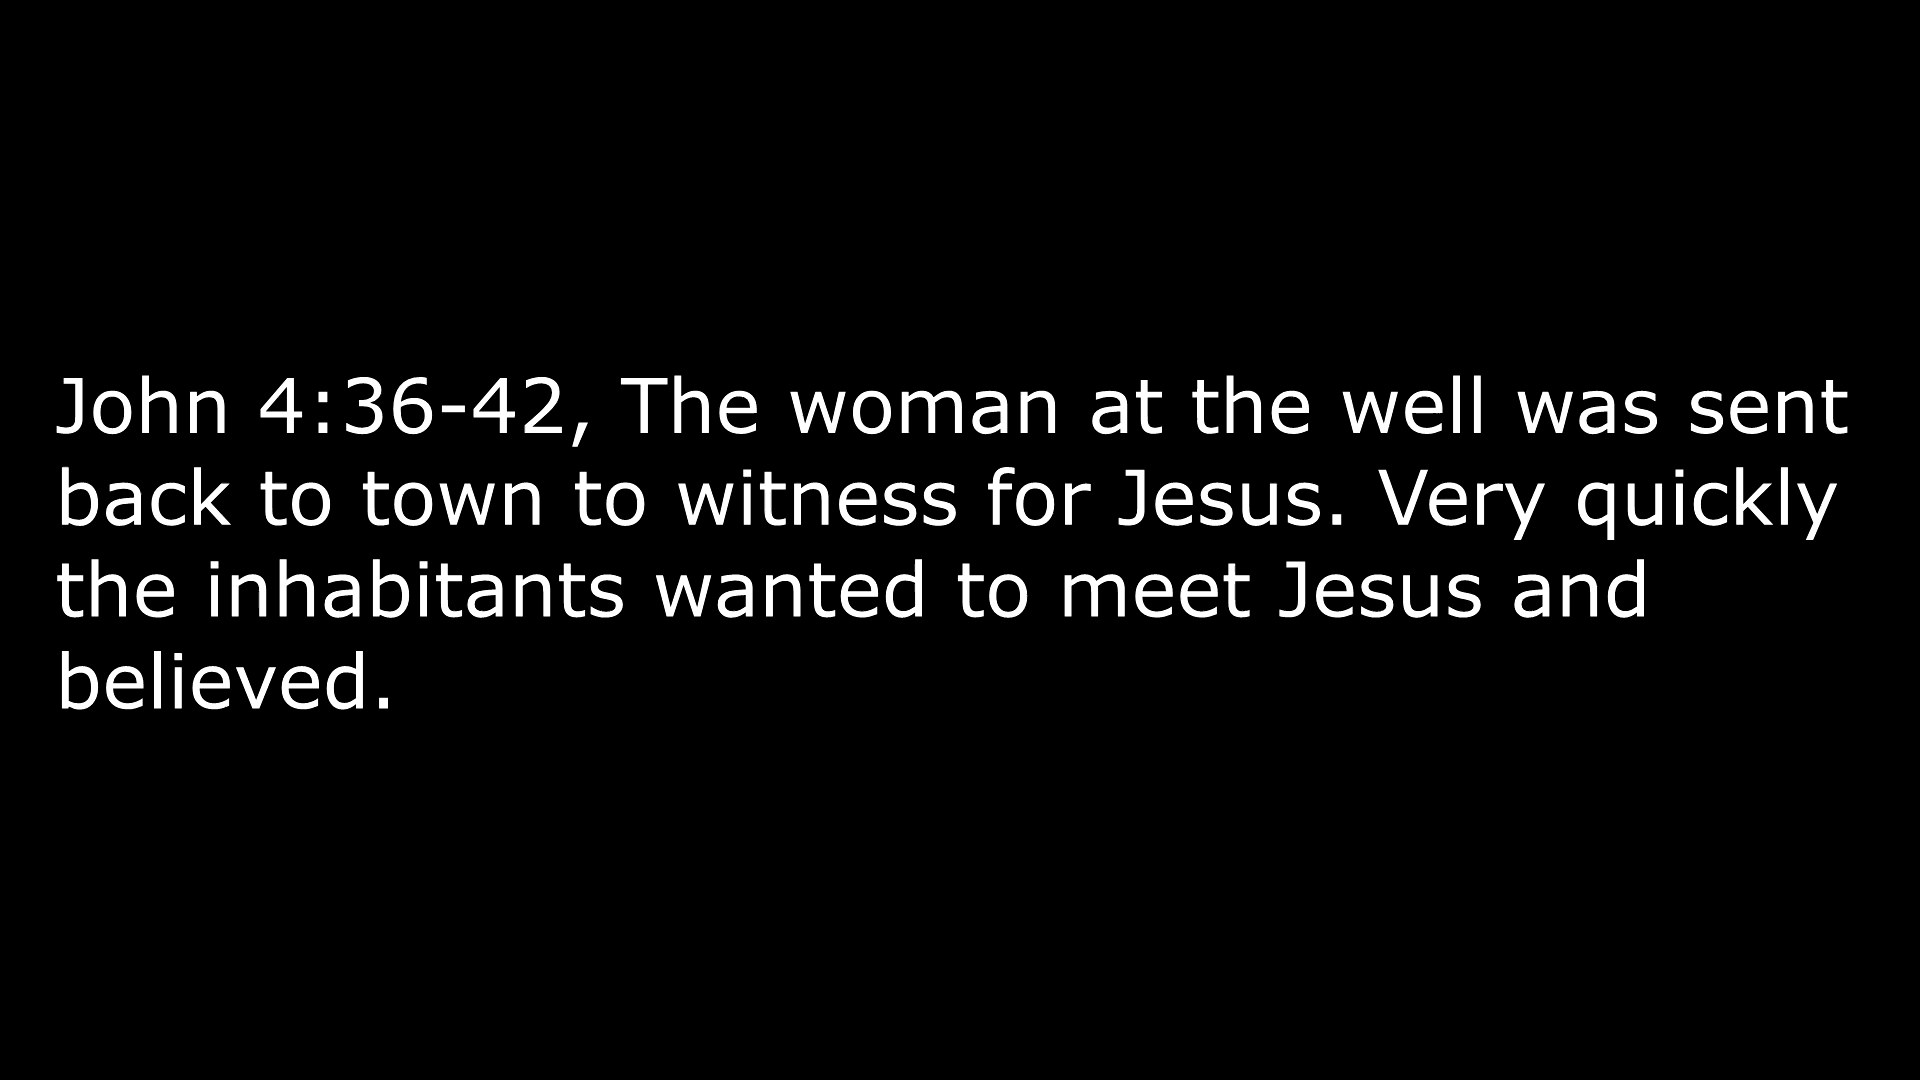 John 4:36-42, The woman at the well was sent
back to town to witness for Jesus. Very quickly
the inhabitants wanted to meet Jesus and
believed.